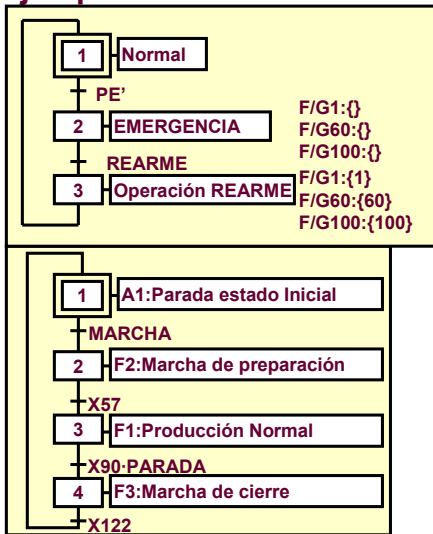 1 Normal
PE’
2 EMERGENCIA
F/G1:{}
F/G60:{}
F/G100:{}
REARME
3 Operación REARME
F/G1:{1}
F/G60:{60}
F/G100:{100}
1 A1:Parada estado Inicial
MARCHA
2 F2:Marcha de preparación
X57
3 F1:Producción Normal
X90·PARADA
4 F3:Marcha de cierre
X122